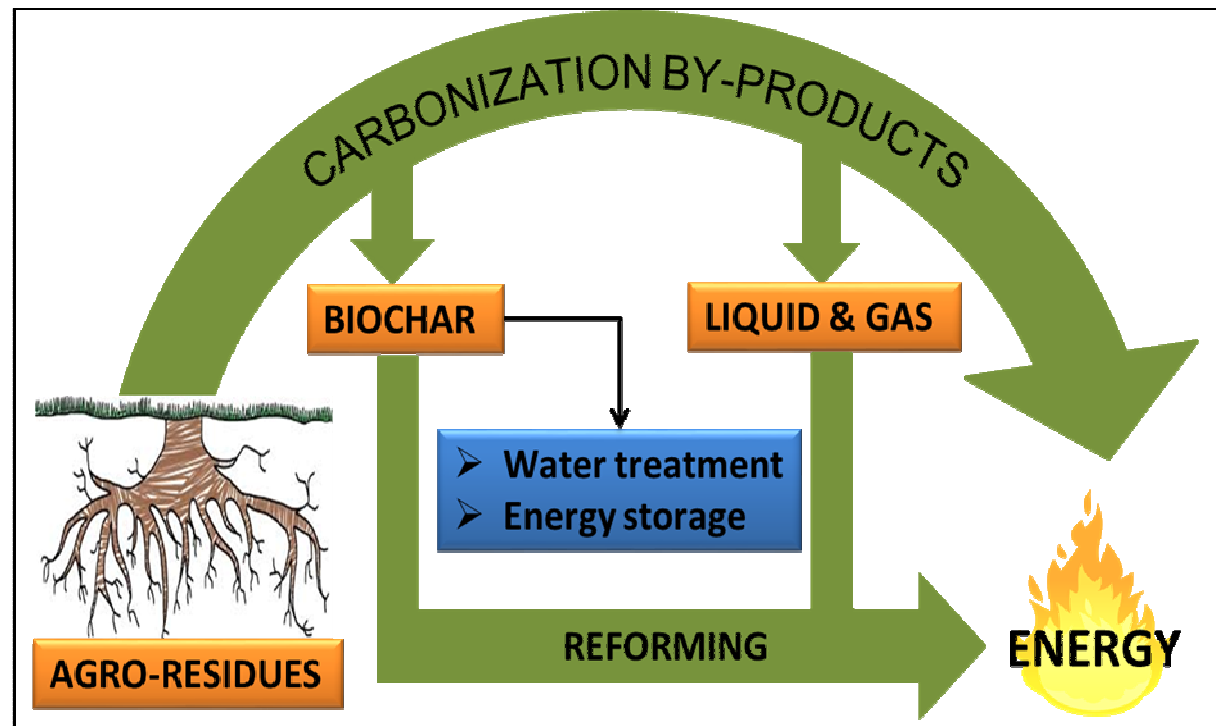 CARBONIZATION BY-PRODUCTS
BIOCHAR
LIQUID & GAS
➢ Water treatment
➢ Energy storage
AGRO-RESIDUES
REFORMING
ENERGY